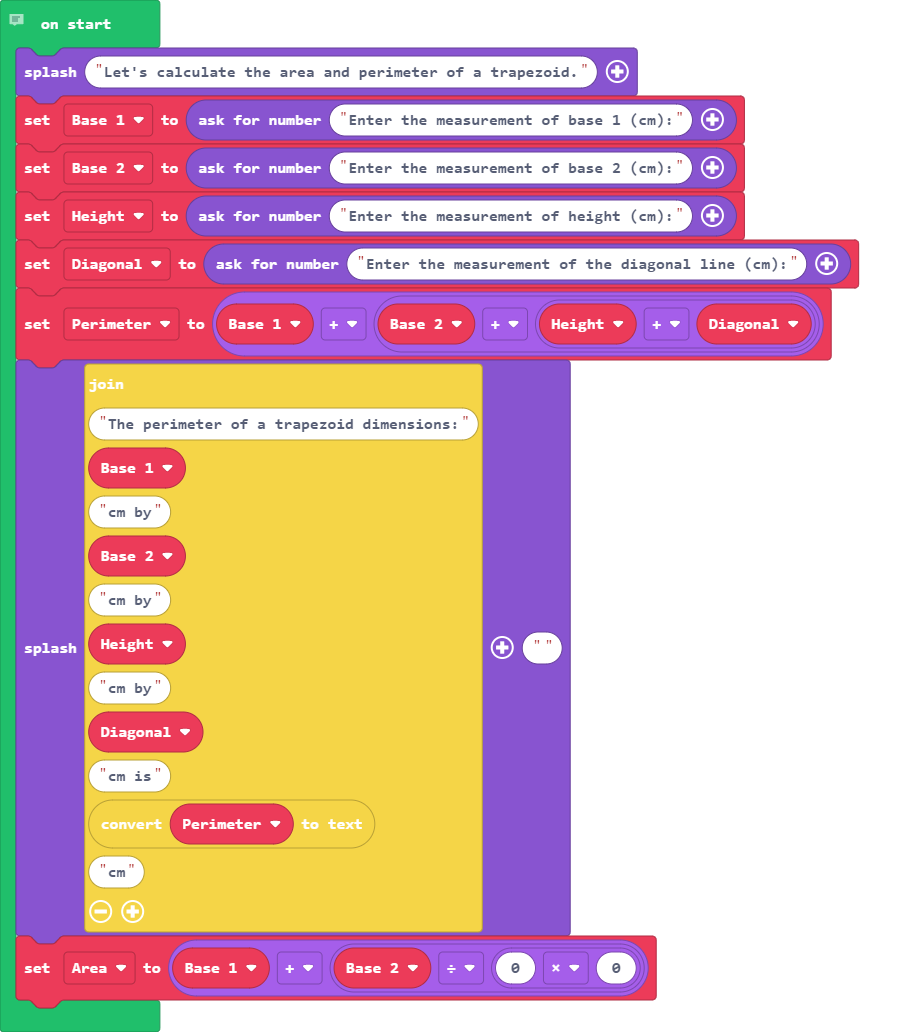 on start
splash "Let's calculate the area and perimeter of a trapezoid."
set Base 1 to ask for number "Enter the measurement of base 1 (cm):"
set Base 2 to ask for number "Enter the measurement of base 2 (cm):"
set Height to ask for number "Enter the measurement of height (cm):"
set Diagonal to ask for number "Enter the measurement of the diagonal line (cm):"
set Perimeter to Base 1 + Base 2 + Height + Diagonal
join
"The perimeter of a trapezoid dimensions:"
Base 1
"cm by"
Base 2
"cm by"
splash Height " "
"cm by"
Diagonal
"cm is"
convert Perimeter to text
"cm"
set Area to Base 1 + Base 2 ÷ 0 × 0